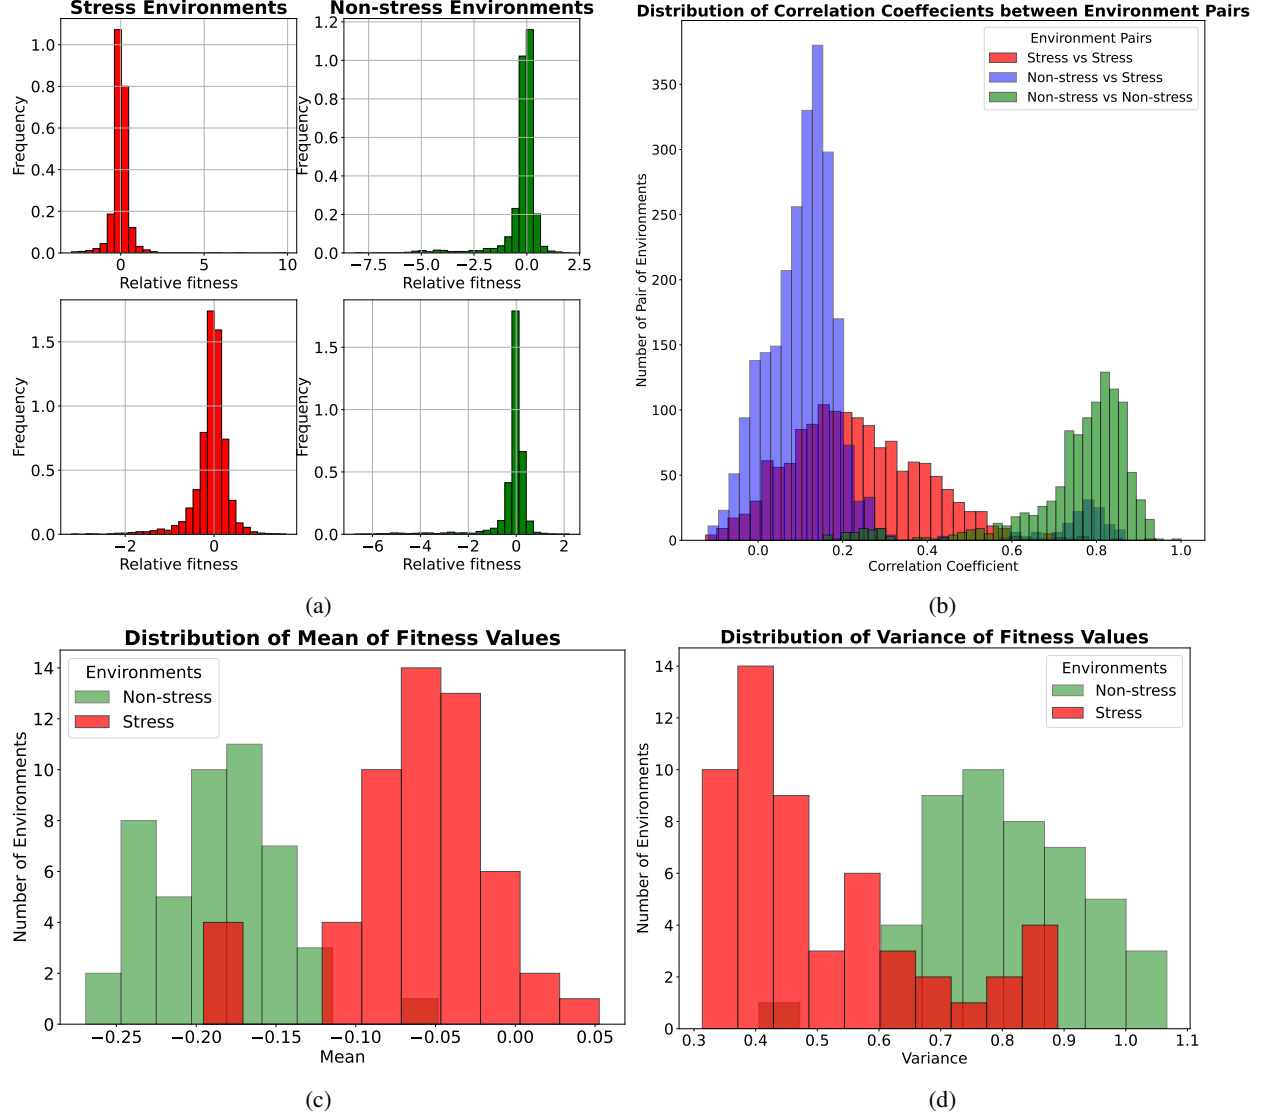 Stress Environments
Non-stress Environments
Frequency
1.0
0.8
0.6
0.4
0.2
0.0
0
5
10
Relative fitness
Frequency
1.2
1.0
0.8
0.6
0.4
0.2
0.0
−7.5
−5.0
−2.5
0.0
2.5
Relative fitness
Frequency
1.5
1.0
0.5
0.0
−2
0
Relative fitness
Frequency
1.5
1.0
0.5
0.0
−6
−4
−2
0
2
Relative fitness
(a)
Distribution of Correlation Coeffecients between Environment Pairs
Environment Pairs
Stress vs Stress
Non-stress vs Stress
Non-stress vs Non-stress
Number of Pair of Environments
350
300
250
200
150
100
50
0
0.0
0.2
0.4
0.6
0.8
1.0
Correlation Coefficient
(b)
Distribution of Mean of Fitness Values
Environments
Non-stress
Stress
Number of Environments
14
12
10
8
6
4
2
0
−0.25
−0.20
−0.15
−0.10
−0.05
0.00
0.05
Mean
(c)
Distribution of Variance of Fitness Values
Environments
Non-stress
Stress
Number of Environments
14
12
10
8
6
4
2
0
0.3
0.4
0.5
0.6
0.7
0.8
0.9
1.0
1.1
Variance
(d)